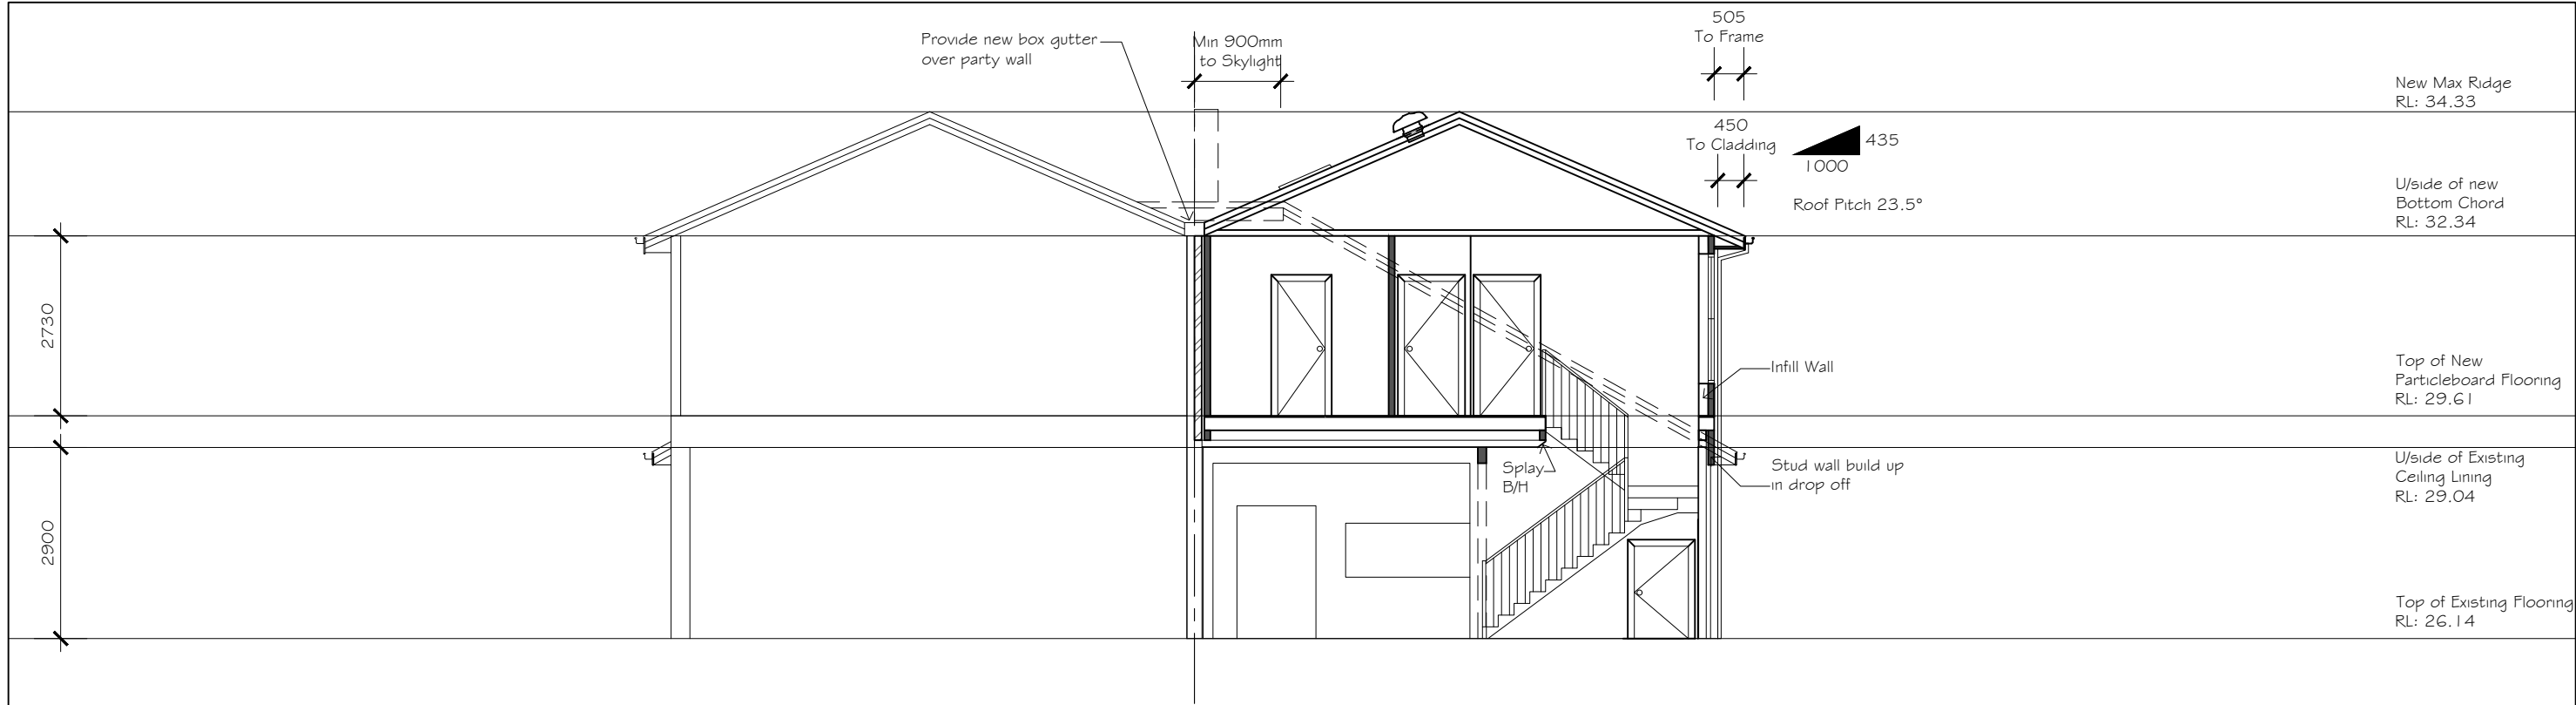 Provide new box gutter
over party wall
Min 900mm
to Skylight
505
To Frame
New Max Ridge
RL: 34.33
450
To Cladding
435
1000
Roof Pitch 23.5°
U/side of new
Bottom Chord
RL: 32.34
2730
Infill Wall
Top of New
Particleboard Flooring
RL: 29.61
Splay
B/H
Stud wall build up
in drop off
U/side of Existing
Ceiling Lining
RL: 29.04
2900
Top of Existing Flooring
RL: 26.14